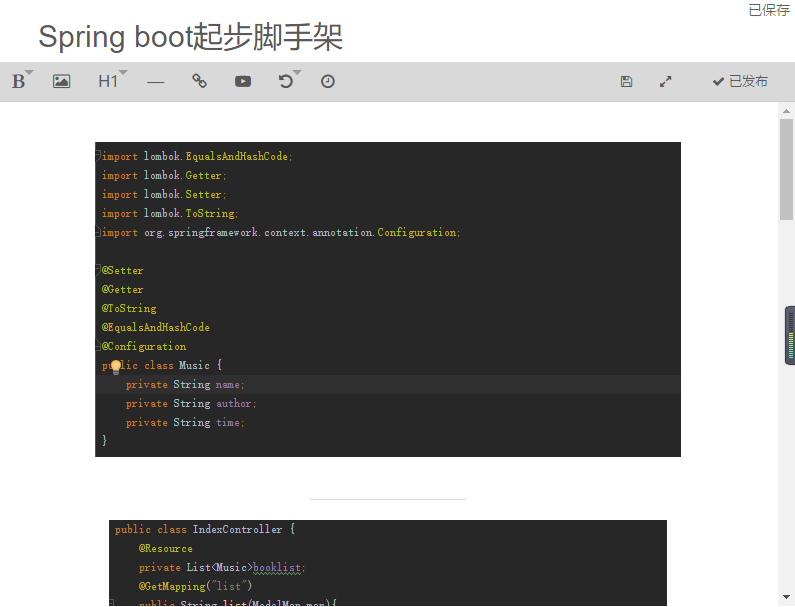 已保存
Spring boot起步脚手架
B H1 已发布
import lombok.EqualsAndHashCode;
import lombok.Getter;
import lombok.Setter;
import lombok.ToString;
import org.springframework.context.annotation.Configuration;
@Setter
@Getter
@ToString
@EqualsAndHashCode
@Configuration
public class Music {
private String name;
private String author;
private String time;
}
public class IndexController {
@Resource
private List<Music>booklist;
@GetMapping("list")
public String list(ModelMap map){